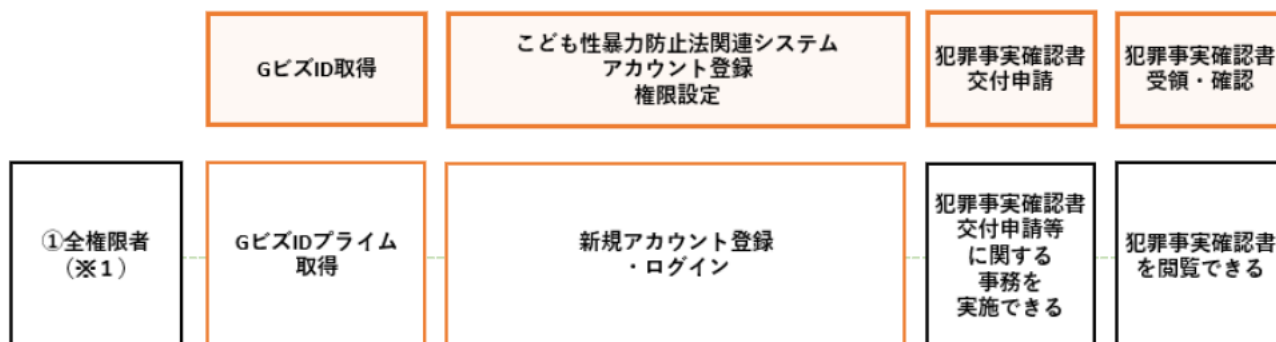 GビズID取得
こども性暴力防止法関連システム
アカウント登録
権限設定
犯罪事実確認書
交付申請
犯罪事実確認書
受領・確認
①全権限者
（※１）
GビズIDプライム
取得
新規アカウント登録
・ログイン
犯罪事実確認書
交付申請等
に関する
事務を
実施できる
犯罪事実確認書
を閲覧できる